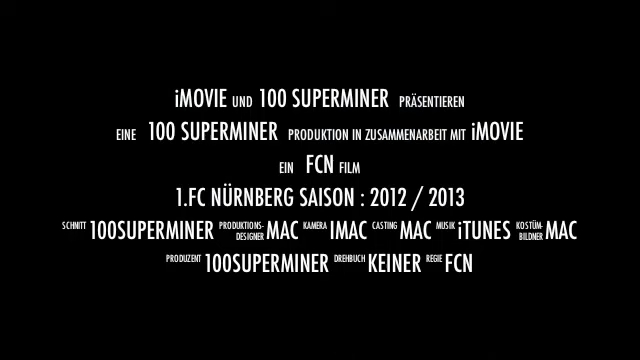 iMOVIE UND 100 SUPERMINER PRÄSENTIEREN
EINE 100 SUPERMINER PRODUKTION IN ZUSAMMENARBEIT MIT iMOVIE
EIN FCN FILM
1.FC NÜRNBERG SAISON : 2012 / 2013
SCHNITT 100SUPERMINER PRODUKTIONS-DESIGNER MAC KAMERA IMAC CASTING MAC MUSIK iTUNES KOSTÜM-BILDNER MAC
PRODUZENT 100SUPERMINER DREHBUCH KEINER REGIE FCN